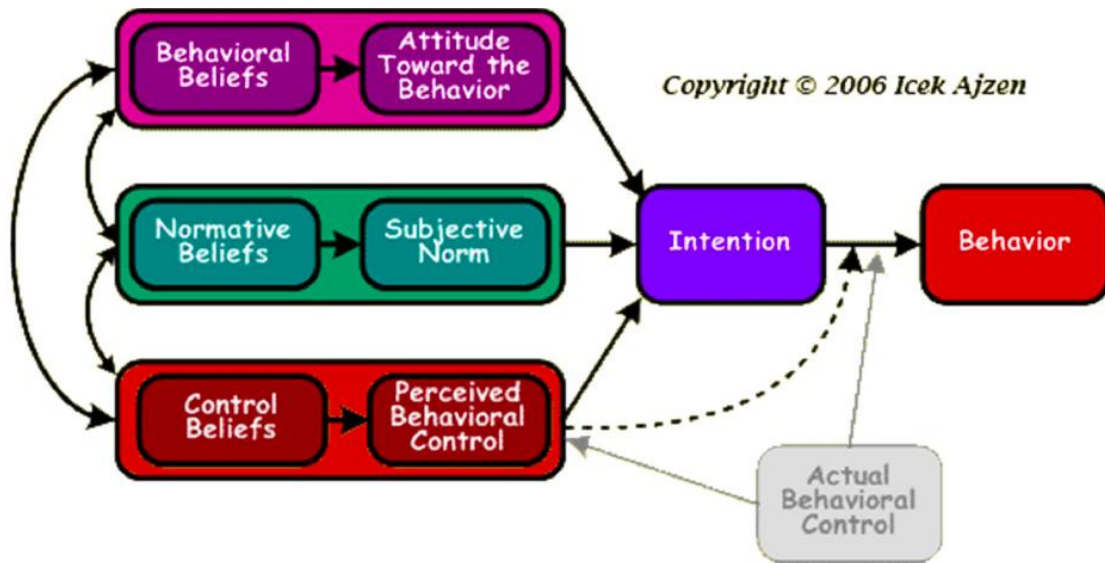 Behavioral
Beliefs
Attitude
Toward the
Behavior
Copyright © 2006 Icek Ajzen
Normative
Beliefs
Subjective
Norm
Intention
Behavior
Control
Beliefs
Perceived
Behavioral
Control
Actual
Behavioral
Control